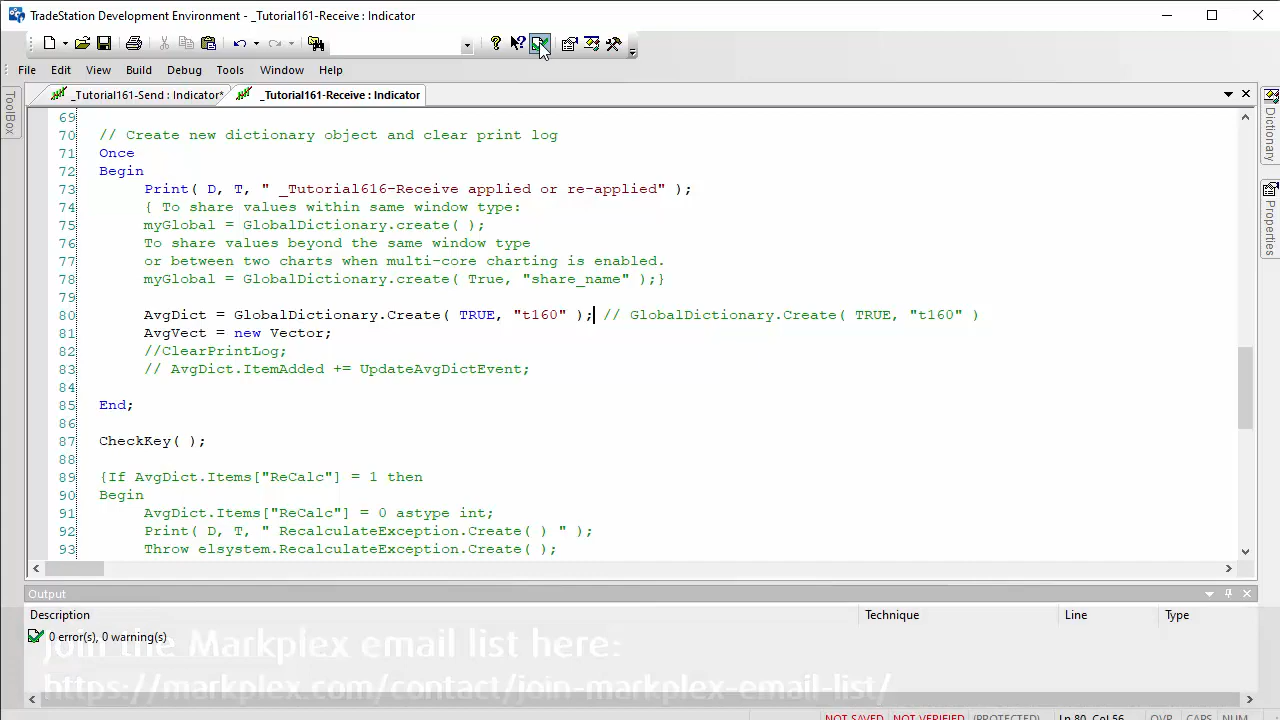 TradeStation Development Environment - _Tutorial161-Receive : Indicator
File Edit View Build Debug Tools Window Help
ToolBox
_Tutorial161-Send : Indicator*
_Tutorial161-Receive : Indicator
Dictionary
Properties
69
70 // Create new dictionary object and clear print log
71 Once
72 Begin
73 Print( D, T, " _Tutorial616-Receive applied or re-applied" );
74 { To share values within same window type:
75 myGlobal = GlobalDictionary.create( );
76 To share values beyond the same window type
77 or between two charts when multi-core charting is enabled.
78 myGlobal = GlobalDictionary.create( True, "share_name" );}
79
80 AvgDict = GlobalDictionary.Create( TRUE, "t160" ); // GlobalDictionary.Create( TRUE, "t160" )
81 AvgVect = new Vector;
82 //ClearPrintLog;
83 // AvgDict.ItemAdded += UpdateAvgDictEvent;
84
85 End;
86
87 CheckKey( );
88
89 {If AvgDict.Items["ReCalc"] = 1 then
90 Begin
91 AvgDict.Items["ReCalc"] = 0 astype int;
92 Print( D, T, " RecalculateException.Create( ) " );
93 Throw elsystem.RecalculateException.Create( );
Output
Description Technique Line Type
0 error(s), 0 warning(s)
Join the Markplex email list here:
https://markplex.com/contact/join-markplex-email-list/
NOT SAVED NOT VERIFIED (PROTECTED) Ln 80, Col 56 OVR CAPS NUM